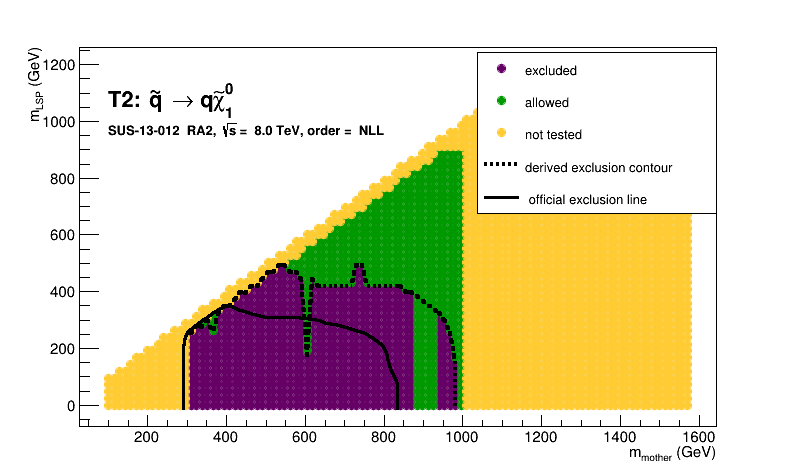 m_LSP (GeV)
1200
1000
800
600
400
200
0
T2: q̃ → qχ̃₁⁰
SUS-13-012 RA2, √s = 8.0 TeV, order = NLL
excluded
allowed
not tested
derived exclusion contour
official exclusion line
200 400 600 800 1000 1200 1400 1600
m_mother (GeV)